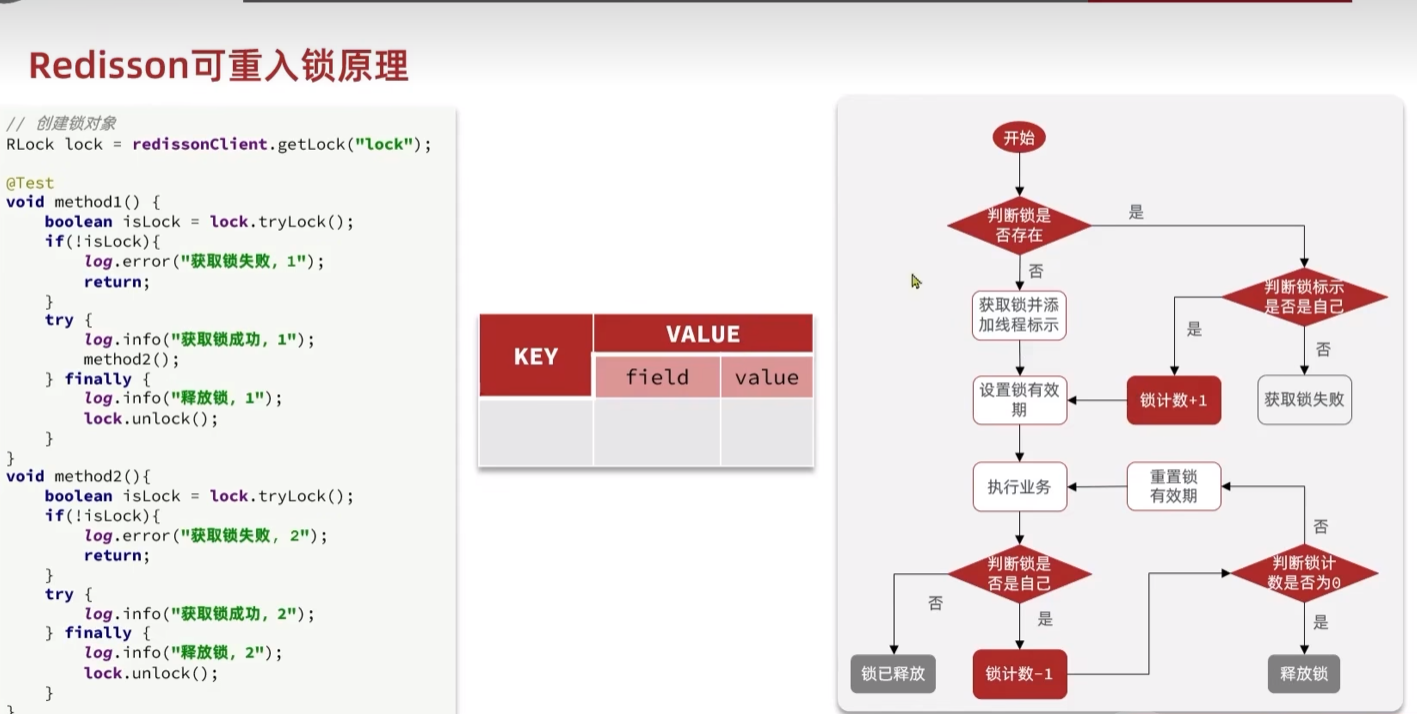 Redisson可重入锁原理
// 创建锁对象
RLock lock = redissonClient.getLock("lock");
@Test
void method1() {
boolean isLock = lock.tryLock();
if(!isLock){
log.error("获取锁失败，1");
return;
}
try {
log.info("获取锁成功，1");
method2();
} finally {
log.info("释放锁，1");
lock.unlock();
}
}
void method2(){
boolean isLock = lock.tryLock();
if(!isLock){
log.error("获取锁失败，2");
return;
}
try {
log.info("获取锁成功，2");
} finally {
log.info("释放锁，2");
lock.unlock();
}
}
KEY
VALUE
field
value
开始
判断锁是
否存在
是
否
获取锁并添
加线程标示
判断锁标示
是否是自己
是
否
设置锁有效
期
锁计数+1
获取锁失败
执行业务
重置锁
有效期
否
判断锁是
否是自己
判断锁计
数是否为0
否
是
是
锁已释放
锁计数-1
释放锁